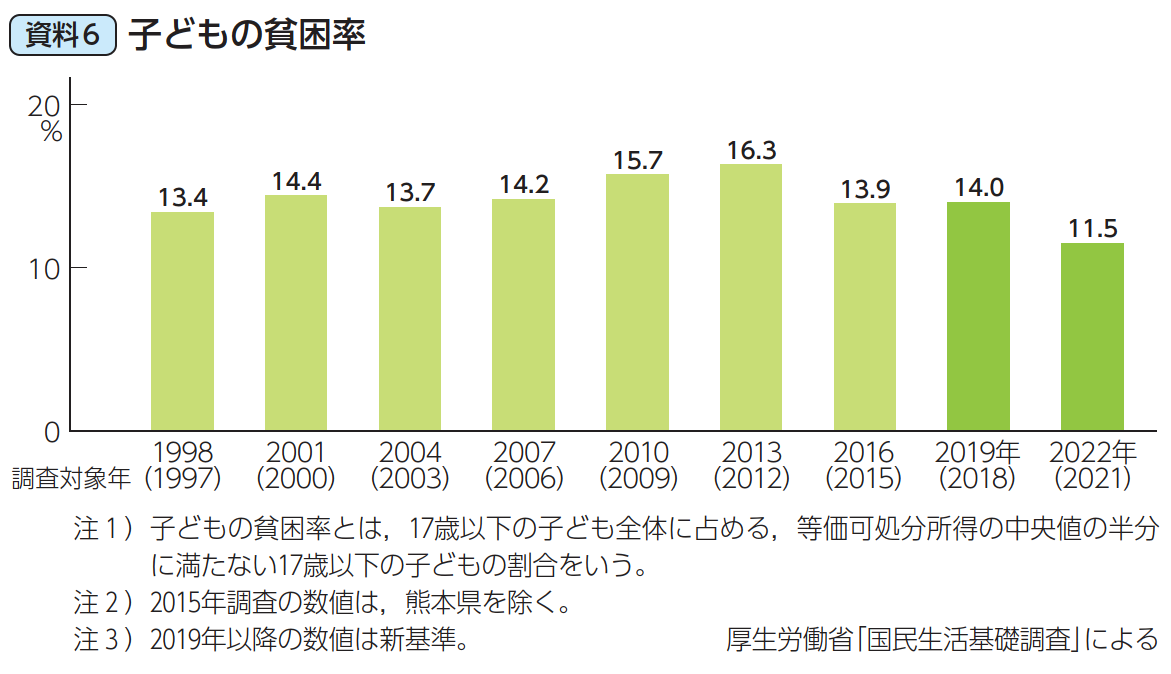 資料6 子どもの貧困率
20
%
10
0
13.4 14.4 13.7 14.2 15.7 16.3 13.9 14.0 11.5
1998 2001 2004 2007 2010 2013 2016 2019年 2022年
調査対象年 (1997) (2000) (2003) (2006) (2009) (2012) (2015) (2018) (2021)
注1）子どもの貧困率とは，17歳以下の子ども全体に占める，等価可処分所得の中央値の半分
に満たない17歳以下の子どもの割合をいう。
注2）2015年調査の数値は，熊本県を除く。
注3）2019年以降の数値は新基準。 厚生労働省「国民生活基礎調査」による